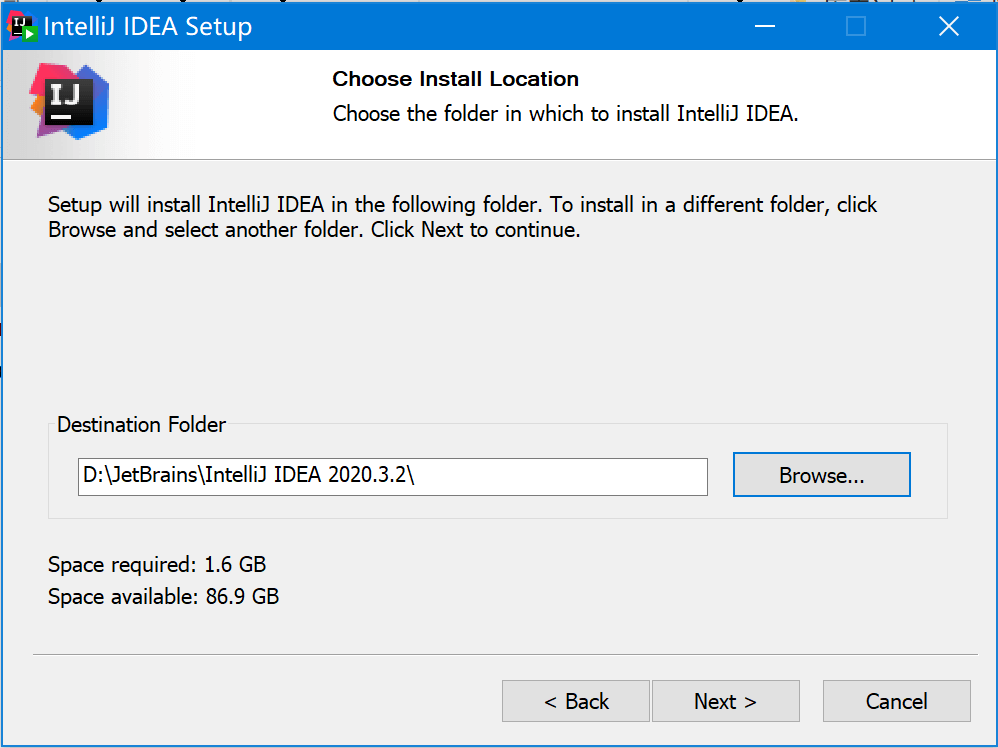 IntelliJ IDEA Setup
IJ
Choose Install Location
Choose the folder in which to install IntelliJ IDEA.
Setup will install IntelliJ IDEA in the following folder. To install in a different folder, click
Browse and select another folder. Click Next to continue.
Destination Folder
D:\JetBrains\IntelliJ IDEA 2020.3.2\
Browse...
Space required: 1.6 GB
Space available: 86.9 GB
< Back
Next >
Cancel